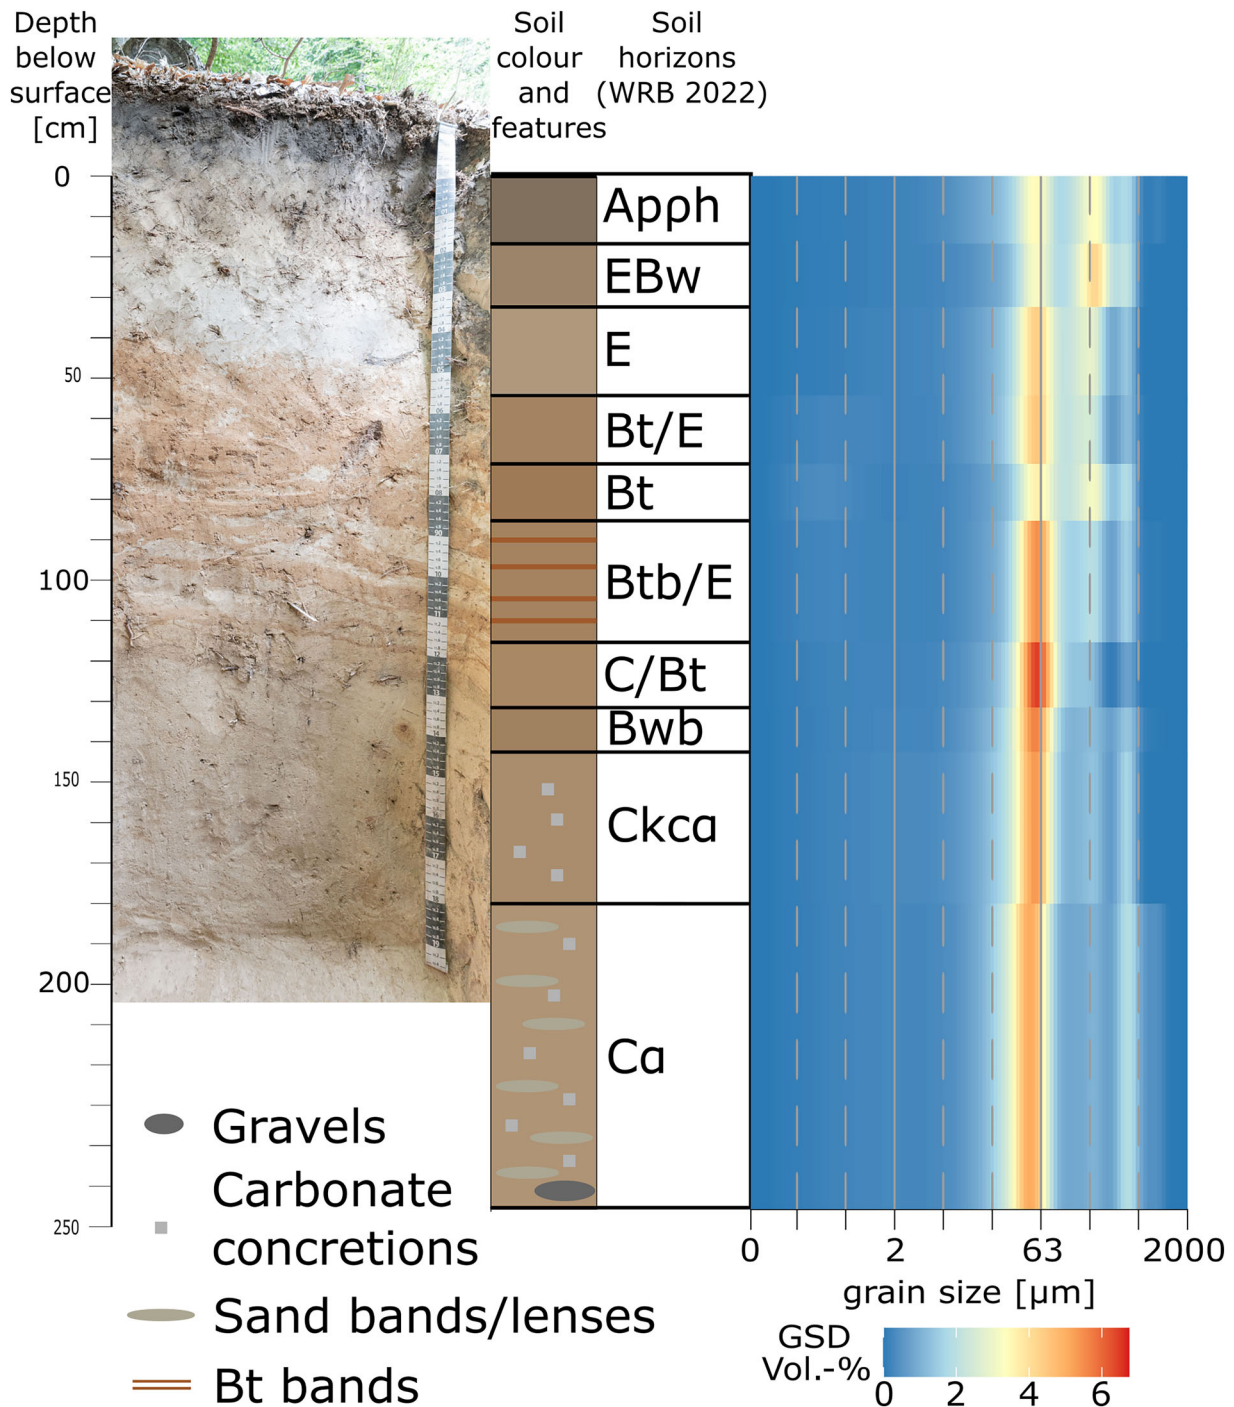 Depth
below
surface
[cm]
Soil
colour
and
features
Soil
horizons
(WRB 2022)
0
50
100
150
200
250
Apph
EBw
E
Bt/E
Bt
Btb/E
C/Bt
Bwb
Ckca
Ca
Gravels
Carbonate
concretions
Sand bands/lenses
Bt bands
0 2 63 2000
grain size [µm]
GSD
Vol.-%
0 2 4 6